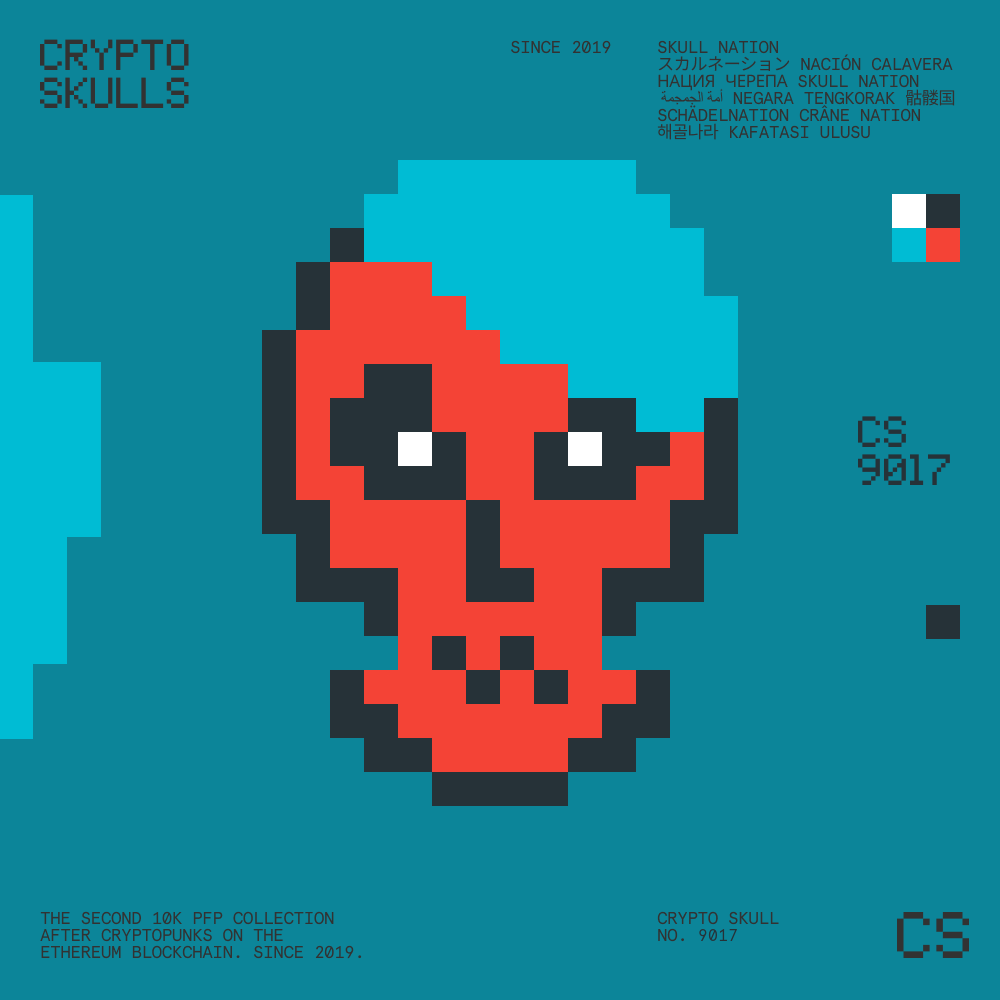 CRYPTO
SKULLS
SINCE 2019
SKULL NATION
スカルネーション NACIÓN CALAVERA
НАЦИЯ ЧЕРЕПА SKULL NATION
أمة الجمجمة NEGARA TENGKORAK 骷髅国
SCHÄDELNATION CRÂNE NATION
해골나라 KAFATASI ULUSU
CS
9017
THE SECOND 10K PFP COLLECTION
AFTER CRYPTOPUNKS ON THE
ETHEREUM BLOCKCHAIN. SINCE 2019.
CRYPTO SKULL
NO. 9017
CS